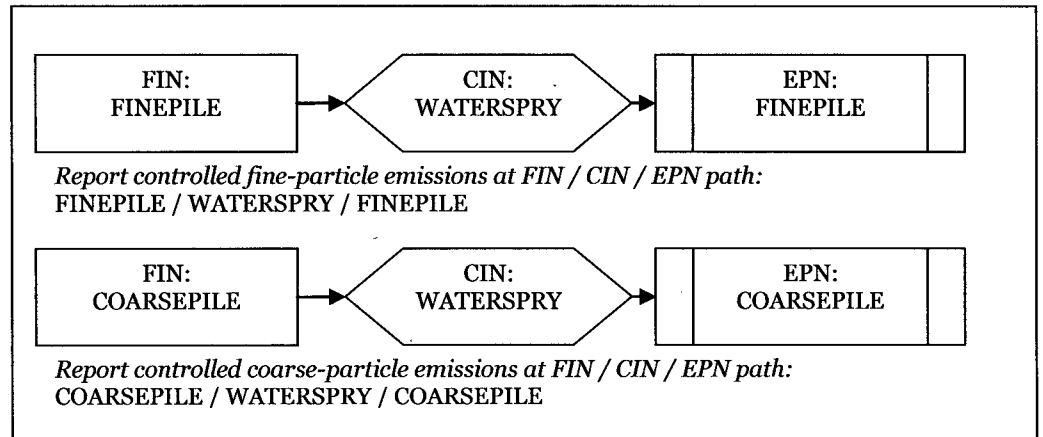 FIN:
FINEPILE
CIN:
WATERSPRY
EPN:
FINEPILE
Report controlled fine-particle emissions at FIN / CIN / EPN path:
FINEPILE / WATERSPRY / FINEPILE
FIN:
COARSEPILE
CIN:
WATERSPRY
EPN:
COARSEPILE
Report controlled coarse-particle emissions at FIN / CIN / EPN path:
COARSEPILE / WATERSPRY / COARSEPILE